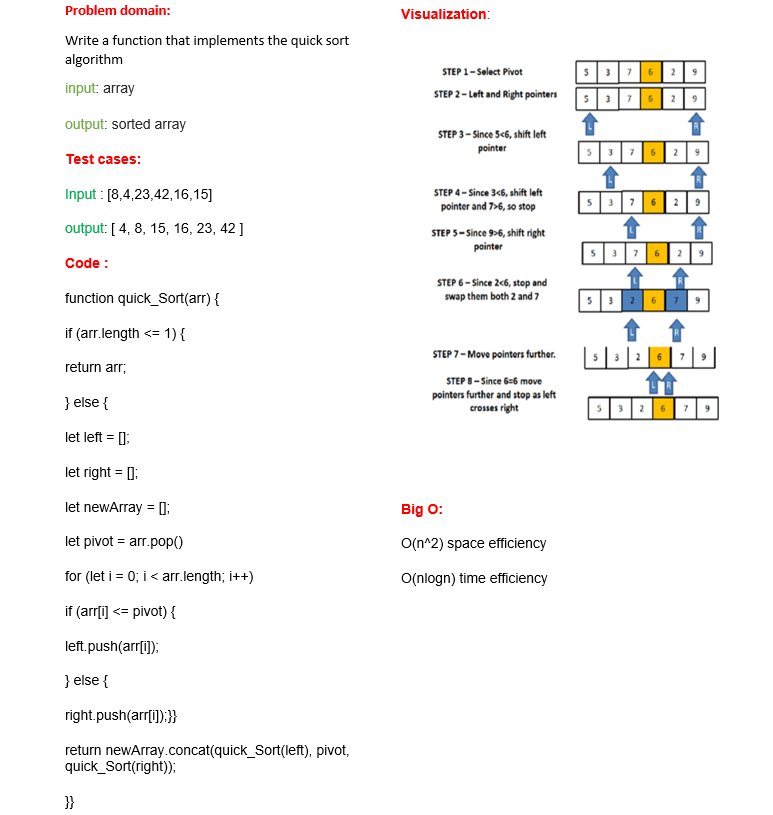 Problem domain:
Write a function that implements the quick sort
algorithm
input: array
output: sorted array
Test cases:
Input : [8,4,23,42,16,15]
output: [ 4, 8, 15, 16, 23, 42 ]
Code :
function quick_Sort(arr) {
if (arr.length <= 1) {
return arr;
} else {
let left = [];
let right = [];
let newArray = [];
let pivot = arr.pop()
for (let i = 0; i < arr.length; i++)
if (arr[i] <= pivot) {
left.push(arr[i]);
} else {
right.push(arr[i]);}}
return newArray.concat(quick_Sort(left), pivot,
quick_Sort(right));
}}
Visualization:
STEP 1 – Select Pivot
5 3 7 6 2 9
STEP 2 – Left and Right pointers
5 3 7 6 2 9
L R
STEP 3 – Since 5<6, shift left
pointer
5 3 7 6 2 9
L R
STEP 4 – Since 3<6, shift left
pointer and 7>6, so stop
5 3 7 6 2 9
L R
STEP 5 – Since 9>6, shift right
pointer
5 3 7 6 2 9
L R
STEP 6 – Since 2<6, stop and
swap them both 2 and 7
5 3 2 6 7 9
L R
STEP 7 – Move pointers further.
5 3 2 6 7 9
L R
STEP 8 – Since 6=6 move
pointers further and stop as left
crosses right
5 3 2 6 7 9
Big O:
O(n^2) space efficiency
O(nlogn) time efficiency